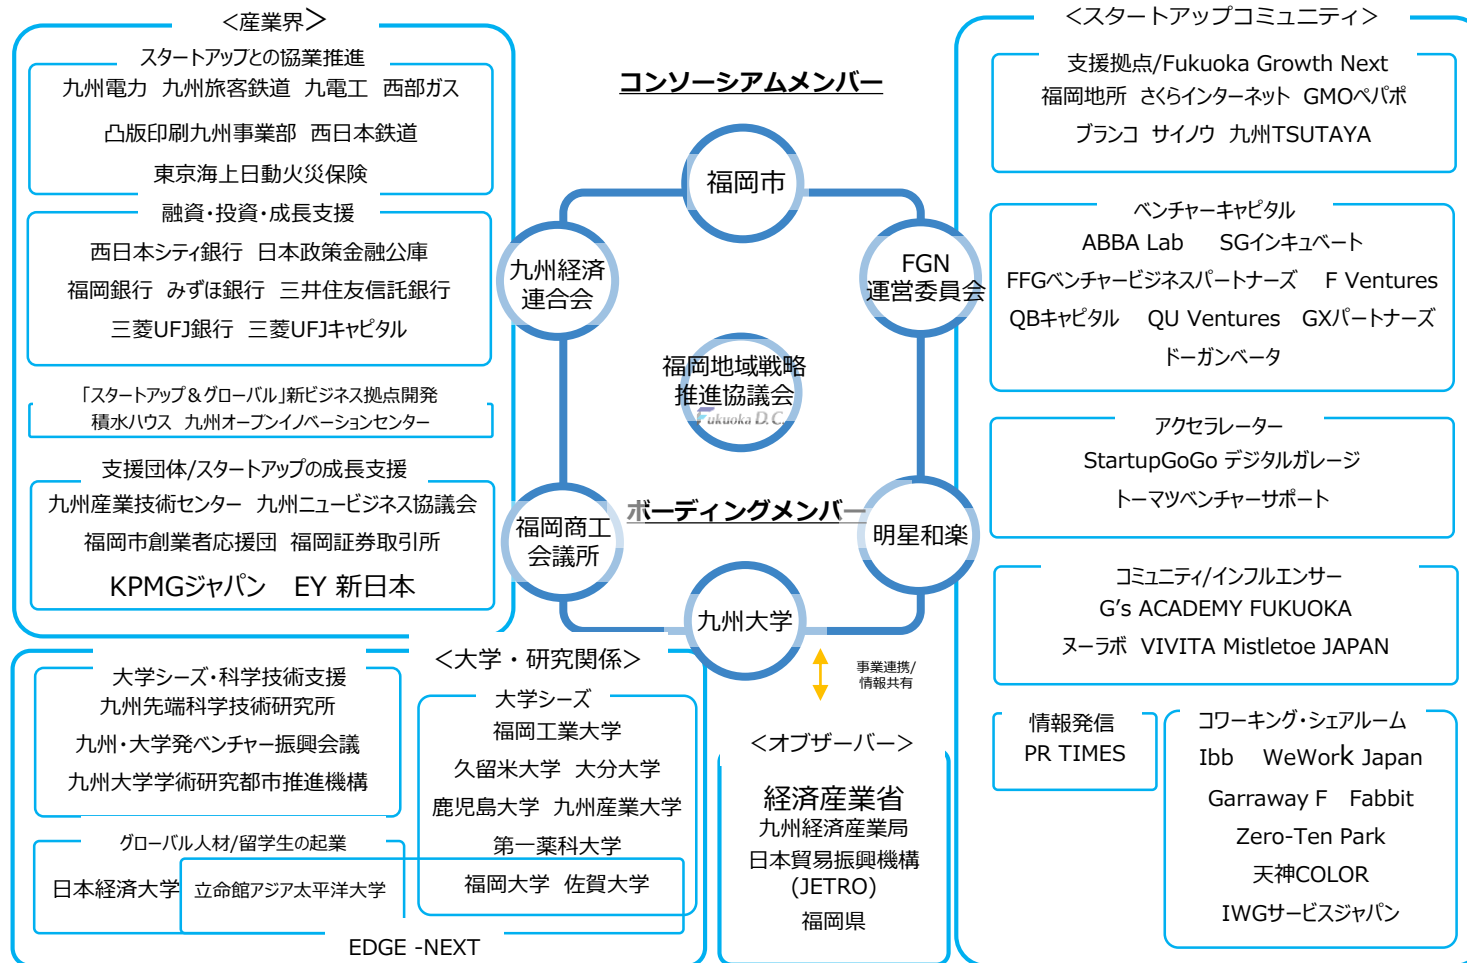 <産業界>
スタートアップとの協業推進
九州電力 九州旅客鉄道 九電工 西部ガス
凸版印刷九州事業部 西日本鉄道
東京海上日動火災保険
融資・投資・成長支援
西日本シティ銀行 日本政策金融公庫
福岡銀行 みずほ銀行 三井住友信託銀行
三菱UFJ銀行 三菱UFJキャピタル
「スタートアップ&グローバル」新ビジネス拠点開発
積水ハウス 九州オープンイノベーションセンター
支援団体/スタートアップの成長支援
九州産業技術センター 九州ニュービジネス協議会
福岡市創業者応援団 福岡証券取引所
KPMGジャパン EY 新日本
コンソーシアムメンバー
福岡市
九州経済
連合会
FGN
運営委員会
福岡地域戦略
推進協議会
Fukuoka D.C.
ボーディングメンバー
福岡商工
会議所
明星和楽
九州大学
事業連携/
情報共有
<スタートアップコミュニティ>
支援拠点/Fukuoka Growth Next
福岡地所 さくらインターネット GMOペパボ
ブランコ サイノウ 九州TSUTAYA
ベンチャーキャピタル
ABBA Lab SGインキュベート
FFGベンチャービジネスパートナーズ F Ventures
QBキャピタル QU Ventures GXパートナーズ
ドーガンベータ
アクセラレーター
StartupGoGo デジタルガレージ
トーマツベンチャーサポート
コミュニティ/インフルエンサー
G's ACADEMY FUKUOKA
ヌーラボ VIVITA Mistletoe JAPAN
情報発信
PR TIMES
コワーキング・シェアルーム
Ibb WeWork Japan
Garraway F Fabbit
Zero-Ten Park
天神COLOR
IWGサービスジャパン
<大学・研究関係>
大学シーズ・科学技術支援
九州先端科学技術研究所
九州・大学発ベンチャー振興会議
九州大学学術研究都市推進機構
グローバル人材/留学生の起業
日本経済大学 立命館アジア太平洋大学
大学シーズ
福岡工業大学
久留米大学 大分大学
鹿児島大学 九州産業大学
第一薬科大学
福岡大学 佐賀大学
EDGE -NEXT
<オブザーバー>
経済産業省
九州経済産業局
日本貿易振興機構
(JETRO)
福岡県